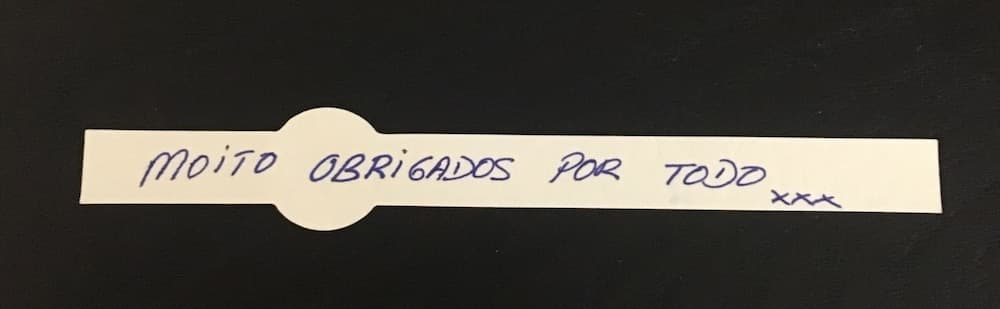 MOITO OBRIGADOS POR TODO xxx